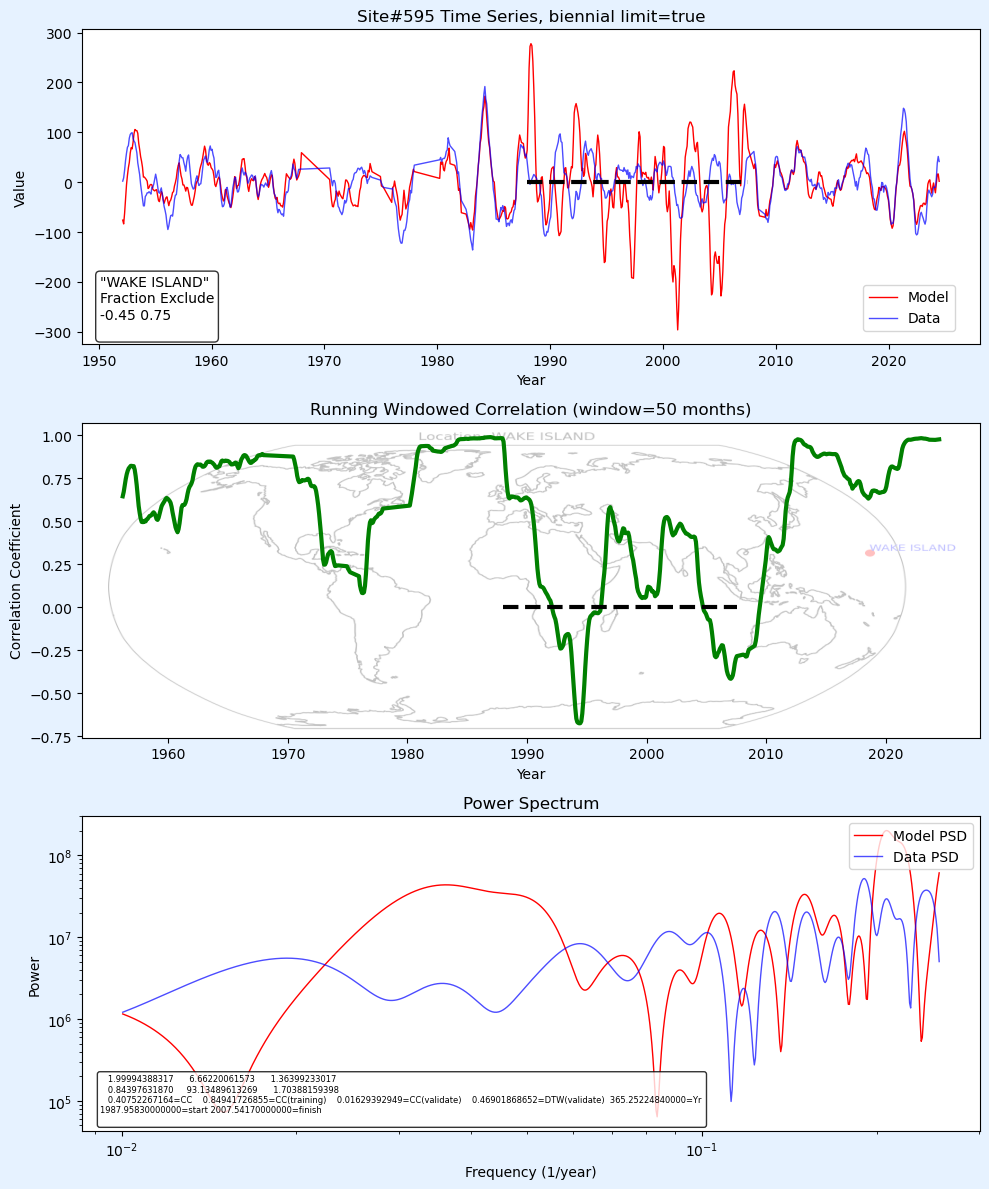 Site#595 Time Series, biennial limit=true
300
200
100
0
−100
−200
−300
Value
"WAKE ISLAND"
Fraction Exclude
-0.45 0.75
Model
Data
1950
1960
1970
1980
1990
2000
2010
2020
Year
Running Windowed Correlation (window=50 months)
Location: WAKE ISLAND
1.00
0.75
0.50
0.25
0.00
−0.25
−0.50
−0.75
Correlation Coefficient
WAKE ISLAND
1960
1970
1980
1990
2000
2010
2020
Year
Power Spectrum
Model PSD
Data PSD
10^8
10^7
10^6
10^5
Power
1.99994388317 6.66220061573 1.36399233017
0.84397631870 93.13489613269 1.70388159398
0.40752267164=CC 0.84941726855=CC(training) 0.01629392949=CC(validate) 0.46901868652=DTW(validate) 365.25224840000=Yr
1987.95830000000=start 2007.54170000000=finish
10^−2
10^−1
Frequency (1/year)